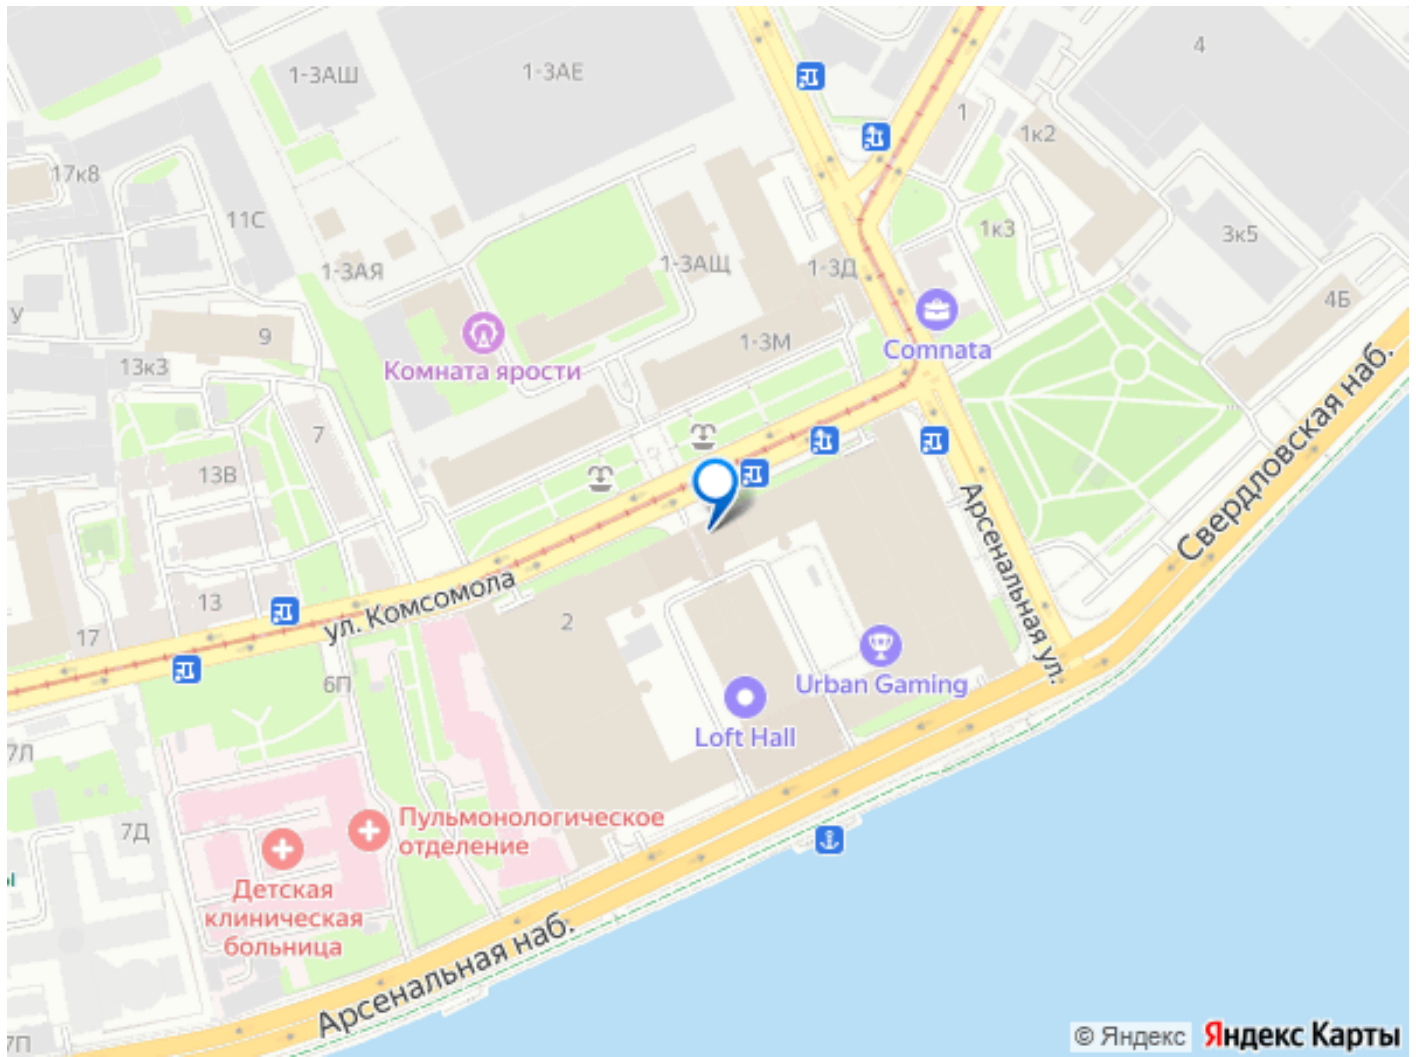 4
1-3АШ
1-3АЕ
1
1к2
17к8
11С
1к3
3к5
1-3АЩ
1-3Д
1-3АЯ
4Б
У
9
1-3М
Comnata
13к3
Комната ярости
7
13В
Свердловская наб.
Арсенальная ул.
ул. Комсомола
13
2
17
6П
Urban Gaming
Loft Hall
7Л
7Д
Пульмонологическое
отделение
ы
Детская
клиническая
больница
Арсенальная наб.
7П
© Яндекс Яндекс Карты